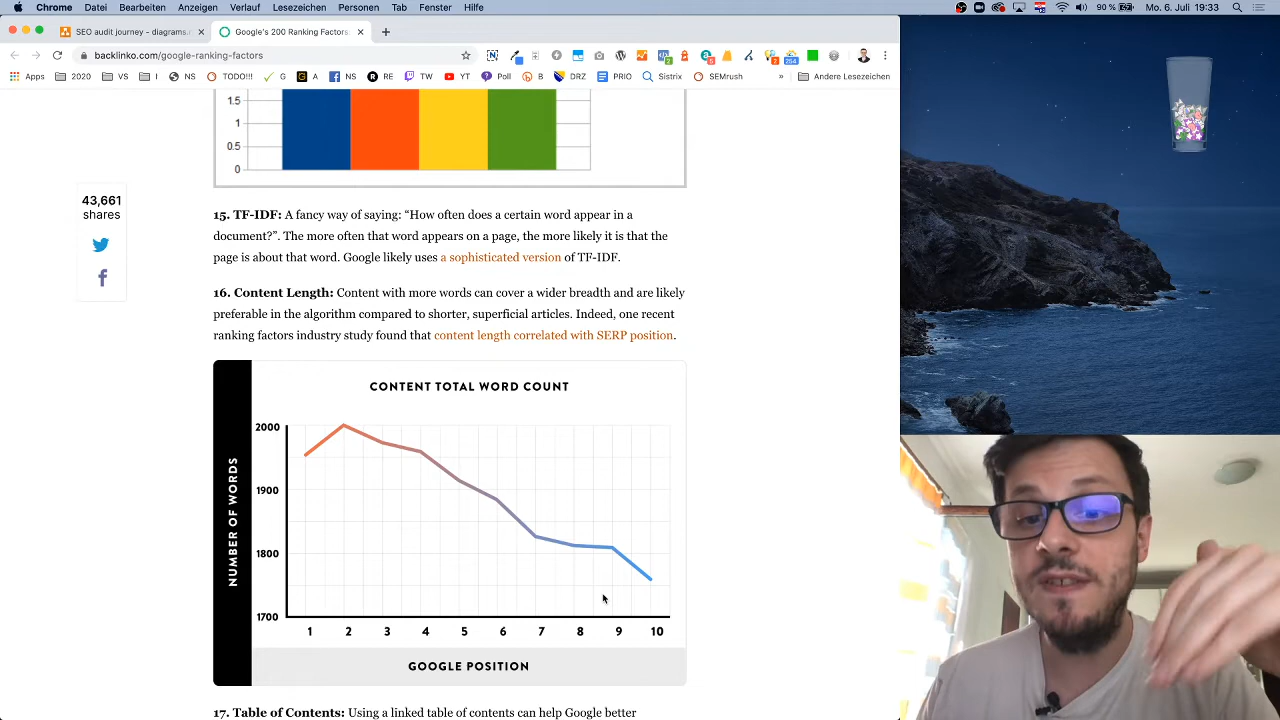 Chrome Datei Bearbeiten Anzeigen Verlauf Lesezeichen Personen Tab Fenster Hilfe 90 % Mo. 6. Juli 19:33
SEO audit journey - diagrams. Google's 200 Ranking Factors:
backlinko.com/google-ranking-factors
Apps 2020 VS I NS TODO!!! G A NS RE TW YT Poll B DRZ PRIO Sistrix SEMrush » Andere Lesezeichen
1.5
1
0.5
0
43,661
shares
15. TF-IDF: A fancy way of saying: “How often does a certain word appear in a
document?”. The more often that word appears on a page, the more likely it is that the
page is about that word. Google likely uses a sophisticated version of TF-IDF.
16. Content Length: Content with more words can cover a wider breadth and are likely
preferable in the algorithm compared to shorter, superficial articles. Indeed, one recent
ranking factors industry study found that content length correlated with SERP position.
CONTENT TOTAL WORD COUNT
NUMBER OF WORDS
2000
1900
1800
1700
1 2 3 4 5 6 7 8 9 10
GOOGLE POSITION
17. Table of Contents: Using a linked table of contents can help Google better